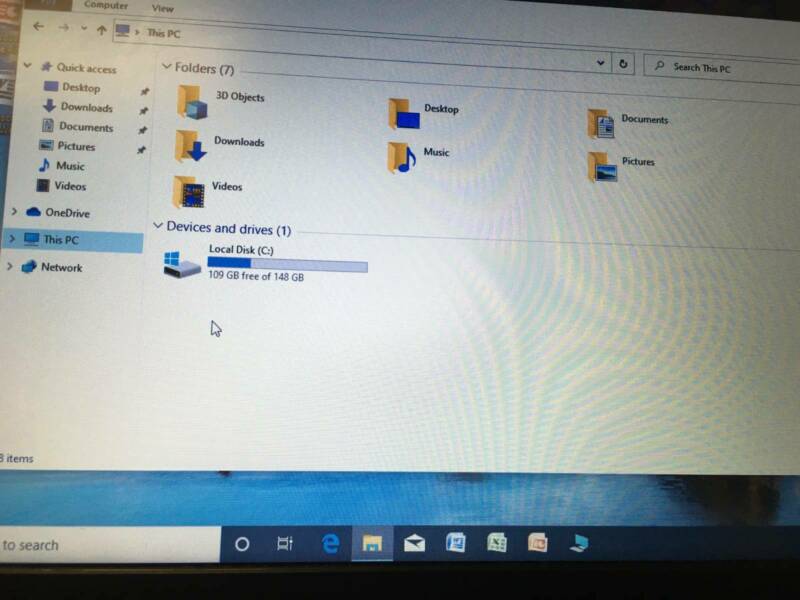 Computer View
This PC
Search This PC
Quick access
Desktop
Downloads
Documents
Pictures
Music
Videos
OneDrive
This PC
Network
Folders (7)
3D Objects
Desktop
Documents
Downloads
Music
Pictures
Videos
Devices and drives (1)
Local Disk (C:)
109 GB free of 148 GB
8 items
to search